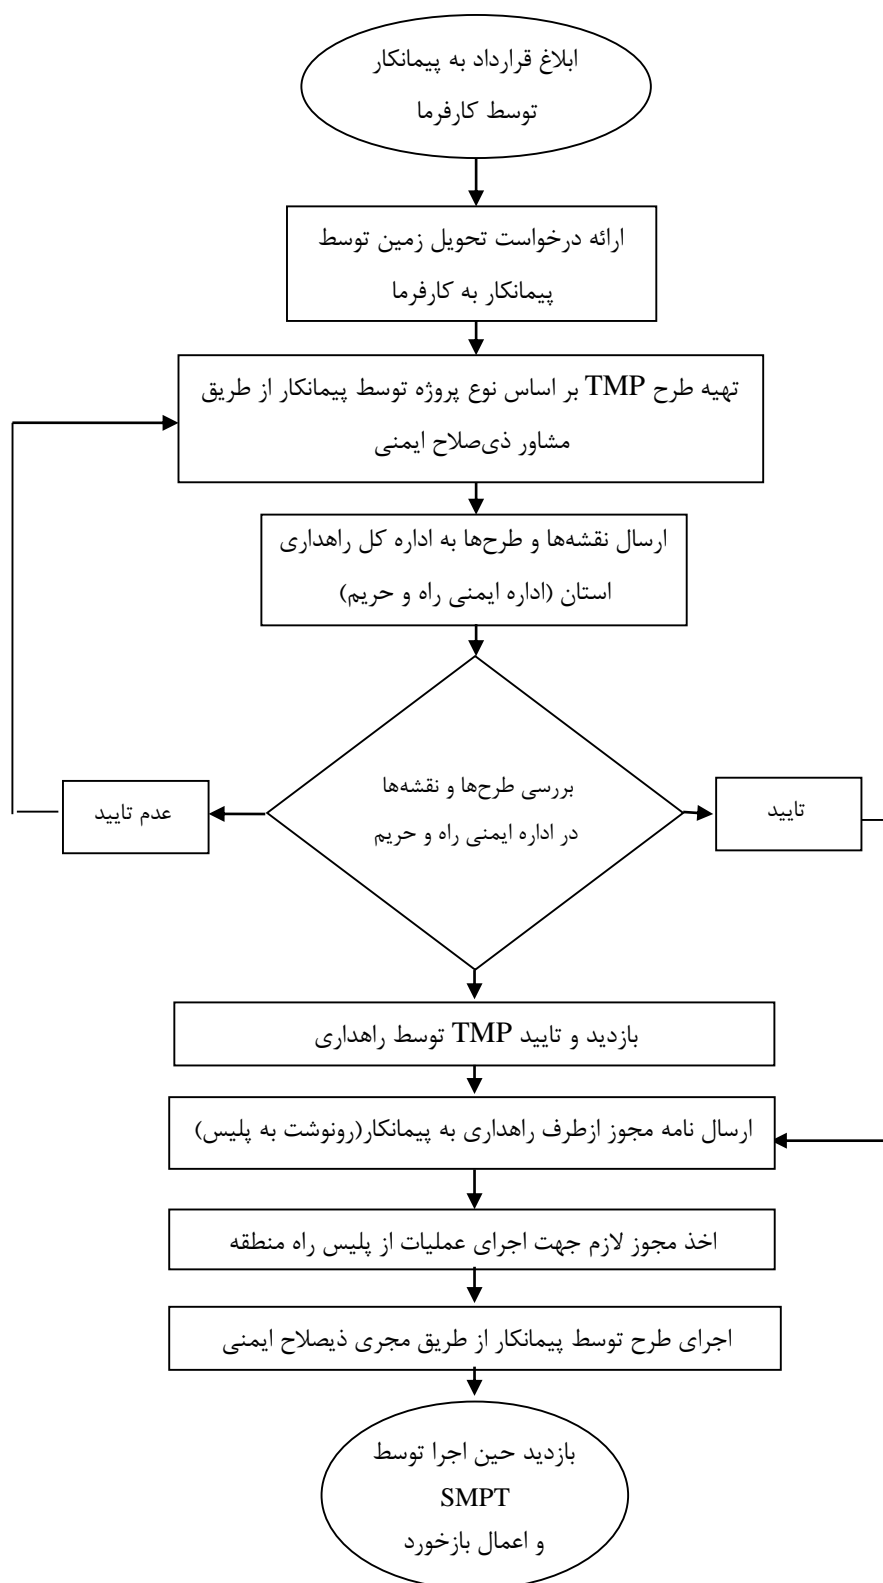 ابلاغ قرارداد به پیمانکار
توسط کارفرما
ارائه درخواست تحویل زمین توسط
پیمانکار به کارفرما
تهیه طرح TMP بر اساس نوع پروژه توسط پیمانکار از طریق
مشاور ذی‌صلاح ایمنی
ارسال نقشه‌ها و طرح‌ها به اداره کل راهداری
استان (اداره ایمنی راه و حریم)
بررسی طرح‌ها و نقشه‌ها
در اداره ایمنی راه و حریم
تایید
عدم تایید
بازدید و تایید TMP توسط راهداری
ارسال نامه مجوز ازطرف راهداری به پیمانکار(رونوشت به پلیس)
اخذ مجوز لازم جهت اجرای عملیات از پلیس راه منطقه
اجرای طرح توسط پیمانکار از طریق مجری ذیصلاح ایمنی
بازدید حین اجرا توسط
SMPT
و اعمال بازخورد